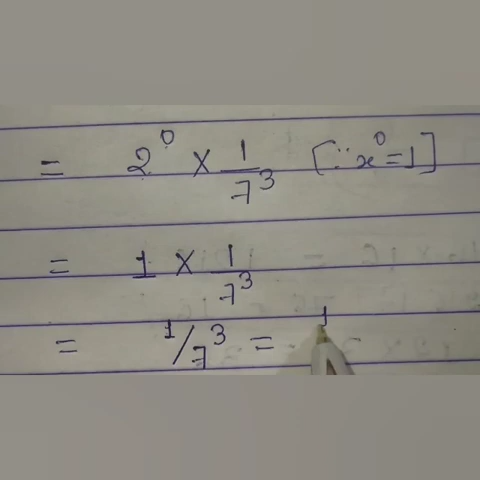 = 2⁰ × 1/7³ [∵ x⁰ = 1]
= 1 × 1/7³
= 1/7³ = 1